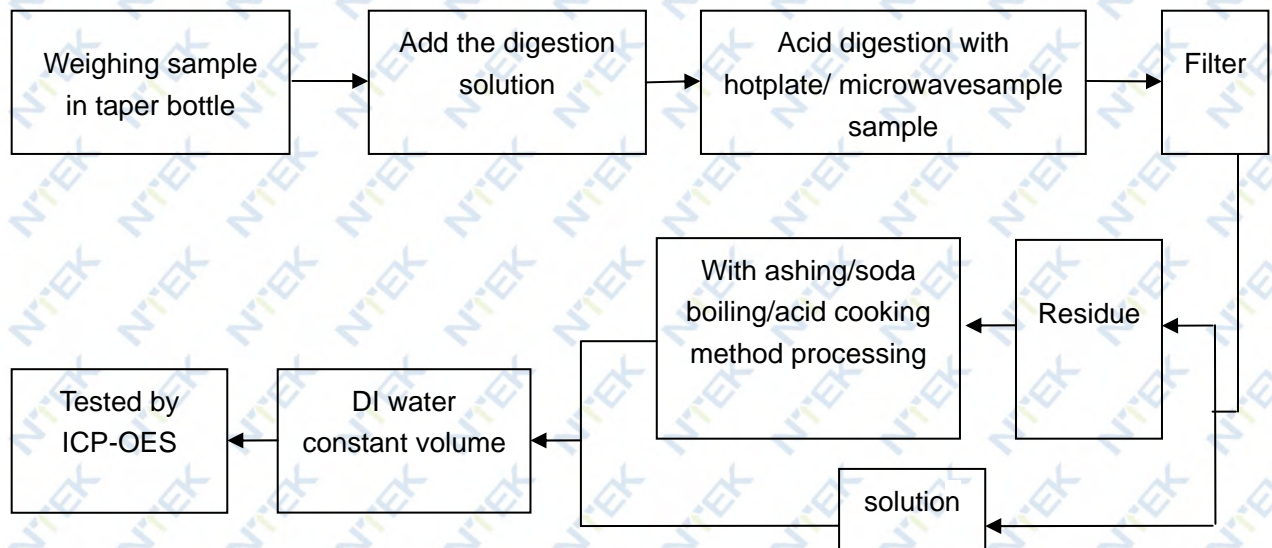 Weighing sample
in taper bottle
Add the digestion
solution
Acid digestion with
hotplate/ microwavesample
sample
Filter
With ashing/soda
boiling/acid cooking
method processing
Residue
Tested by
ICP-OES
DI water
constant volume
solution
NTEK